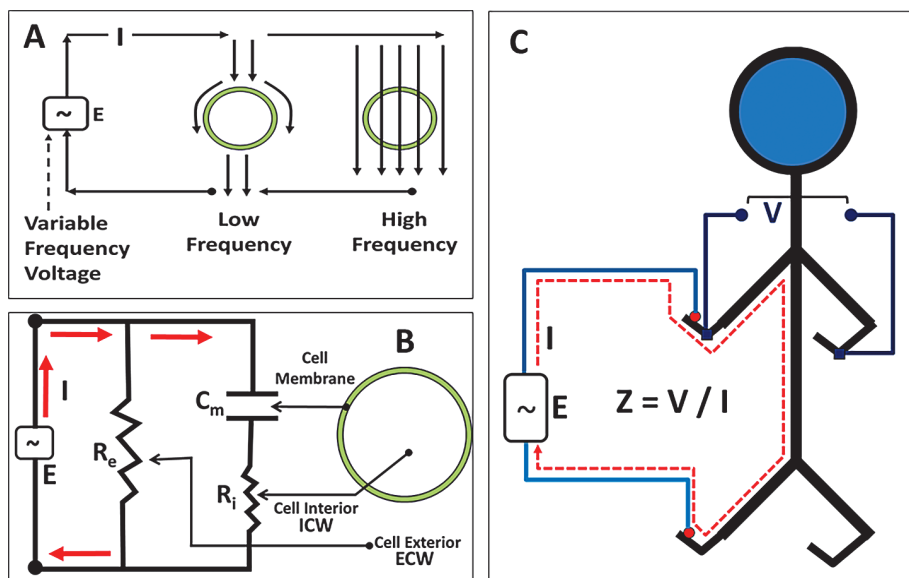 A
I
~
E
Variable
Frequency
Voltage
Low
Frequency
High
Frequency
B
I
~
E
Re
Cm
Ri
Cell
Membrane
Cell Interior
ICW
Cell Exterior
ECW
C
V
I
~
E
Z = V / I